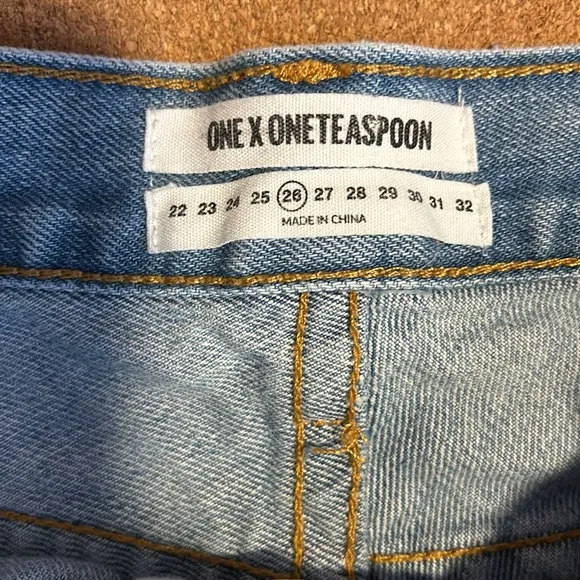 ONE X ONETEASPOON
22 23 24 25 26 27 28 29 30 31 32
MADE IN CHINA